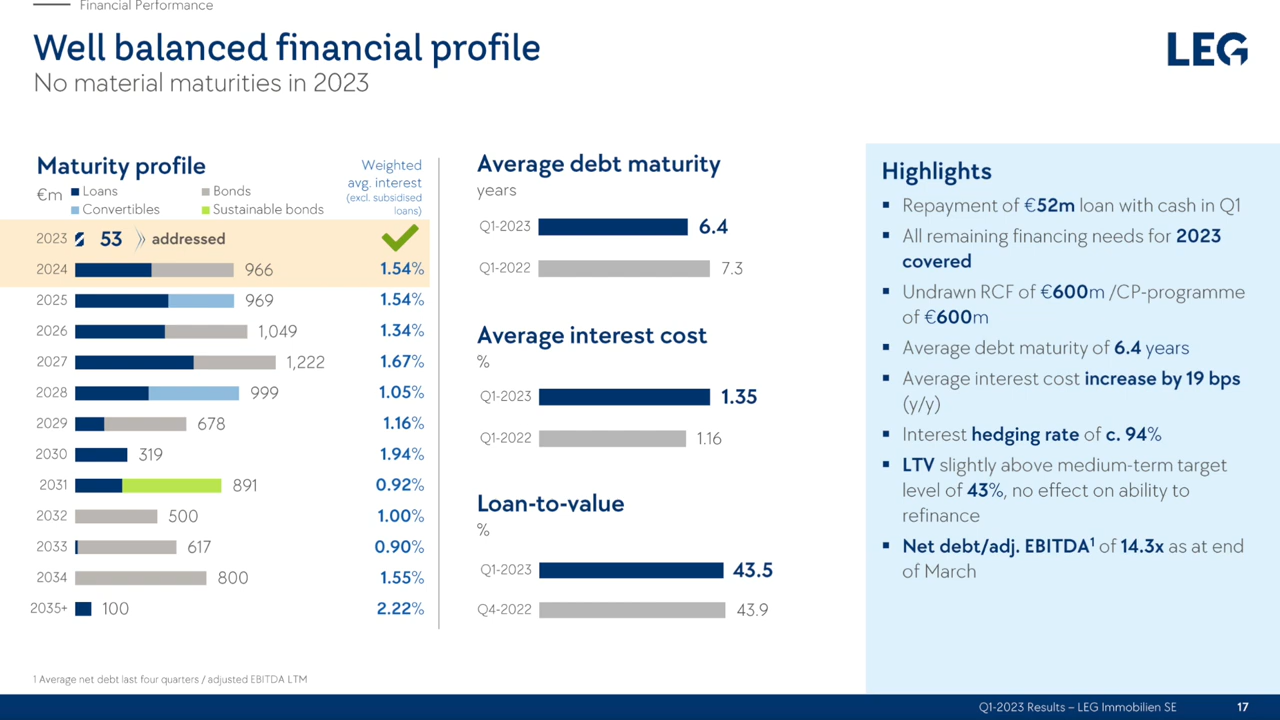 Financial Performance
Well balanced financial profile
No material maturities in 2023
LEG
Maturity profile
€m
Loans
Bonds
Convertibles
Sustainable bonds
Weighted
avg. interest
(excl. subsidised
loans)
2023 53 addressed
2024 966 1.54%
2025 969 1.54%
2026 1,049 1.34%
2027 1,222 1.67%
2028 999 1.05%
2029 678 1.16%
2030 319 1.94%
2031 891 0.92%
2032 500 1.00%
2033 617 0.90%
2034 800 1.55%
2035+ 100 2.22%
Average debt maturity
years
Q1-2023 6.4
Q1-2022 7.3
Average interest cost
%
Q1-2023 1.35
Q1-2022 1.16
Loan-to-value
%
Q1-2023 43.5
Q4-2022 43.9
Highlights
Repayment of €52m loan with cash in Q1
All remaining financing needs for 2023
covered
Undrawn RCF of €600m /CP-programme
of €600m
Average debt maturity of 6.4 years
Average interest cost increase by 19 bps
(y/y)
Interest hedging rate of c. 94%
LTV slightly above medium-term target
level of 43%, no effect on ability to
refinance
Net debt/adj. EBITDA¹ of 14.3x as at end
of March
1 Average net debt last four quarters / adjusted EBITDA LTM
Q1-2023 Results – LEG Immobilien SE 17